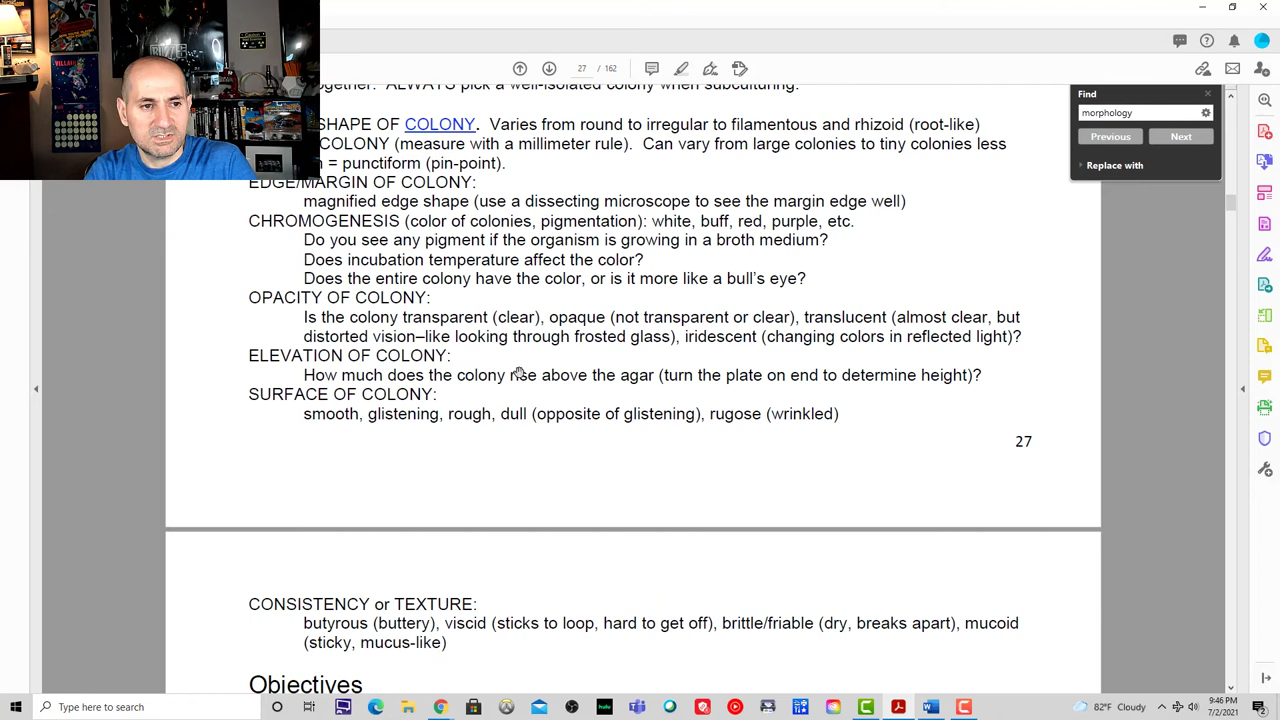 27 / 162
Find
together. ALWAYS pick a well-isolated colony when subculturing.
morphology
SHAPE OF COLONY. Varies from round to irregular to filamentous and rhizoid (root-like)
Previous
Next
COLONY (measure with a millimeter rule). Can vary from large colonies to tiny colonies less
= punctiform (pin-point).
Replace with
EDGE/MARGIN OF COLONY:
magnified edge shape (use a dissecting microscope to see the margin edge well)
CHROMOGENESIS (color of colonies, pigmentation): white, buff, red, purple, etc.
Do you see any pigment if the organism is growing in a broth medium?
Does incubation temperature affect the color?
Does the entire colony have the color, or is it more like a bull's eye?
OPACITY OF COLONY:
Is the colony transparent (clear), opaque (not transparent or clear), translucent (almost clear, but
distorted vision–like looking through frosted glass), iridescent (changing colors in reflected light)?
ELEVATION OF COLONY:
How much does the colony rise above the agar (turn the plate on end to determine height)?
SURFACE OF COLONY:
smooth, glistening, rough, dull (opposite of glistening), rugose (wrinkled)
27
CONSISTENCY or TEXTURE:
butyrous (buttery), viscid (sticks to loop, hard to get off), brittle/friable (dry, breaks apart), mucoid
(sticky, mucus-like)
Objectives
Type here to search
hulu
82°F Cloudy
9:46 PM
7/2/2021